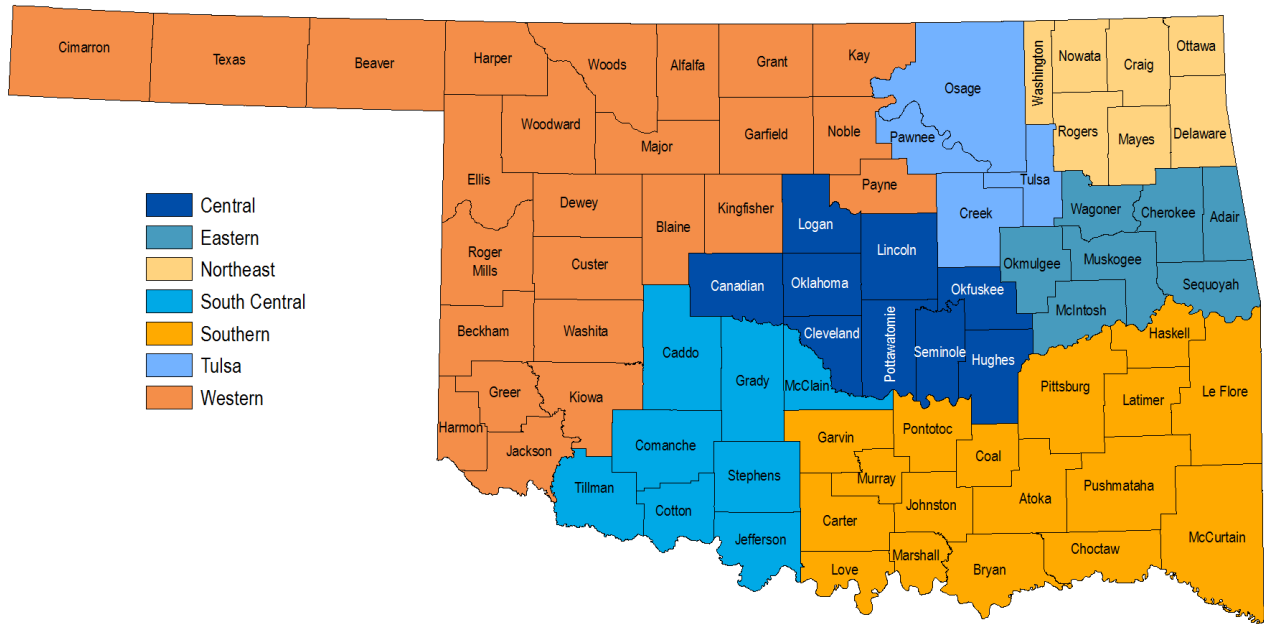 Cimarron
Texas
Beaver
Harper
Woods
Alfalfa
Grant
Kay
Osage
Washington
Nowata
Craig
Ottawa
Woodward
Major
Garfield
Noble
Pawnee
Rogers
Mayes
Delaware
Ellis
Dewey
Blaine
Kingfisher
Logan
Payne
Lincoln
Creek
Tulsa
Wagoner
Cherokee
Adair
Roger
Mills
Custer
Canadian
Oklahoma
Okfuskee
Okmulgee
Muskogee
Sequoyah
McIntosh
Beckham
Washita
Caddo
Grady
Cleveland
McClain
Pottawatomie
Seminole
Hughes
Haskell
Pittsburg
Latimer
Le Flore
Greer
Kiowa
Harmon
Jackson
Comanche
Garvin
Pontotoc
Coal
Tillman
Cotton
Stephens
Murray
Johnston
Atoka
Pushmataha
Jefferson
Carter
Love
Marshall
Bryan
Choctaw
McCurtain
Central
Eastern
Northeast
South Central
Southern
Tulsa
Western